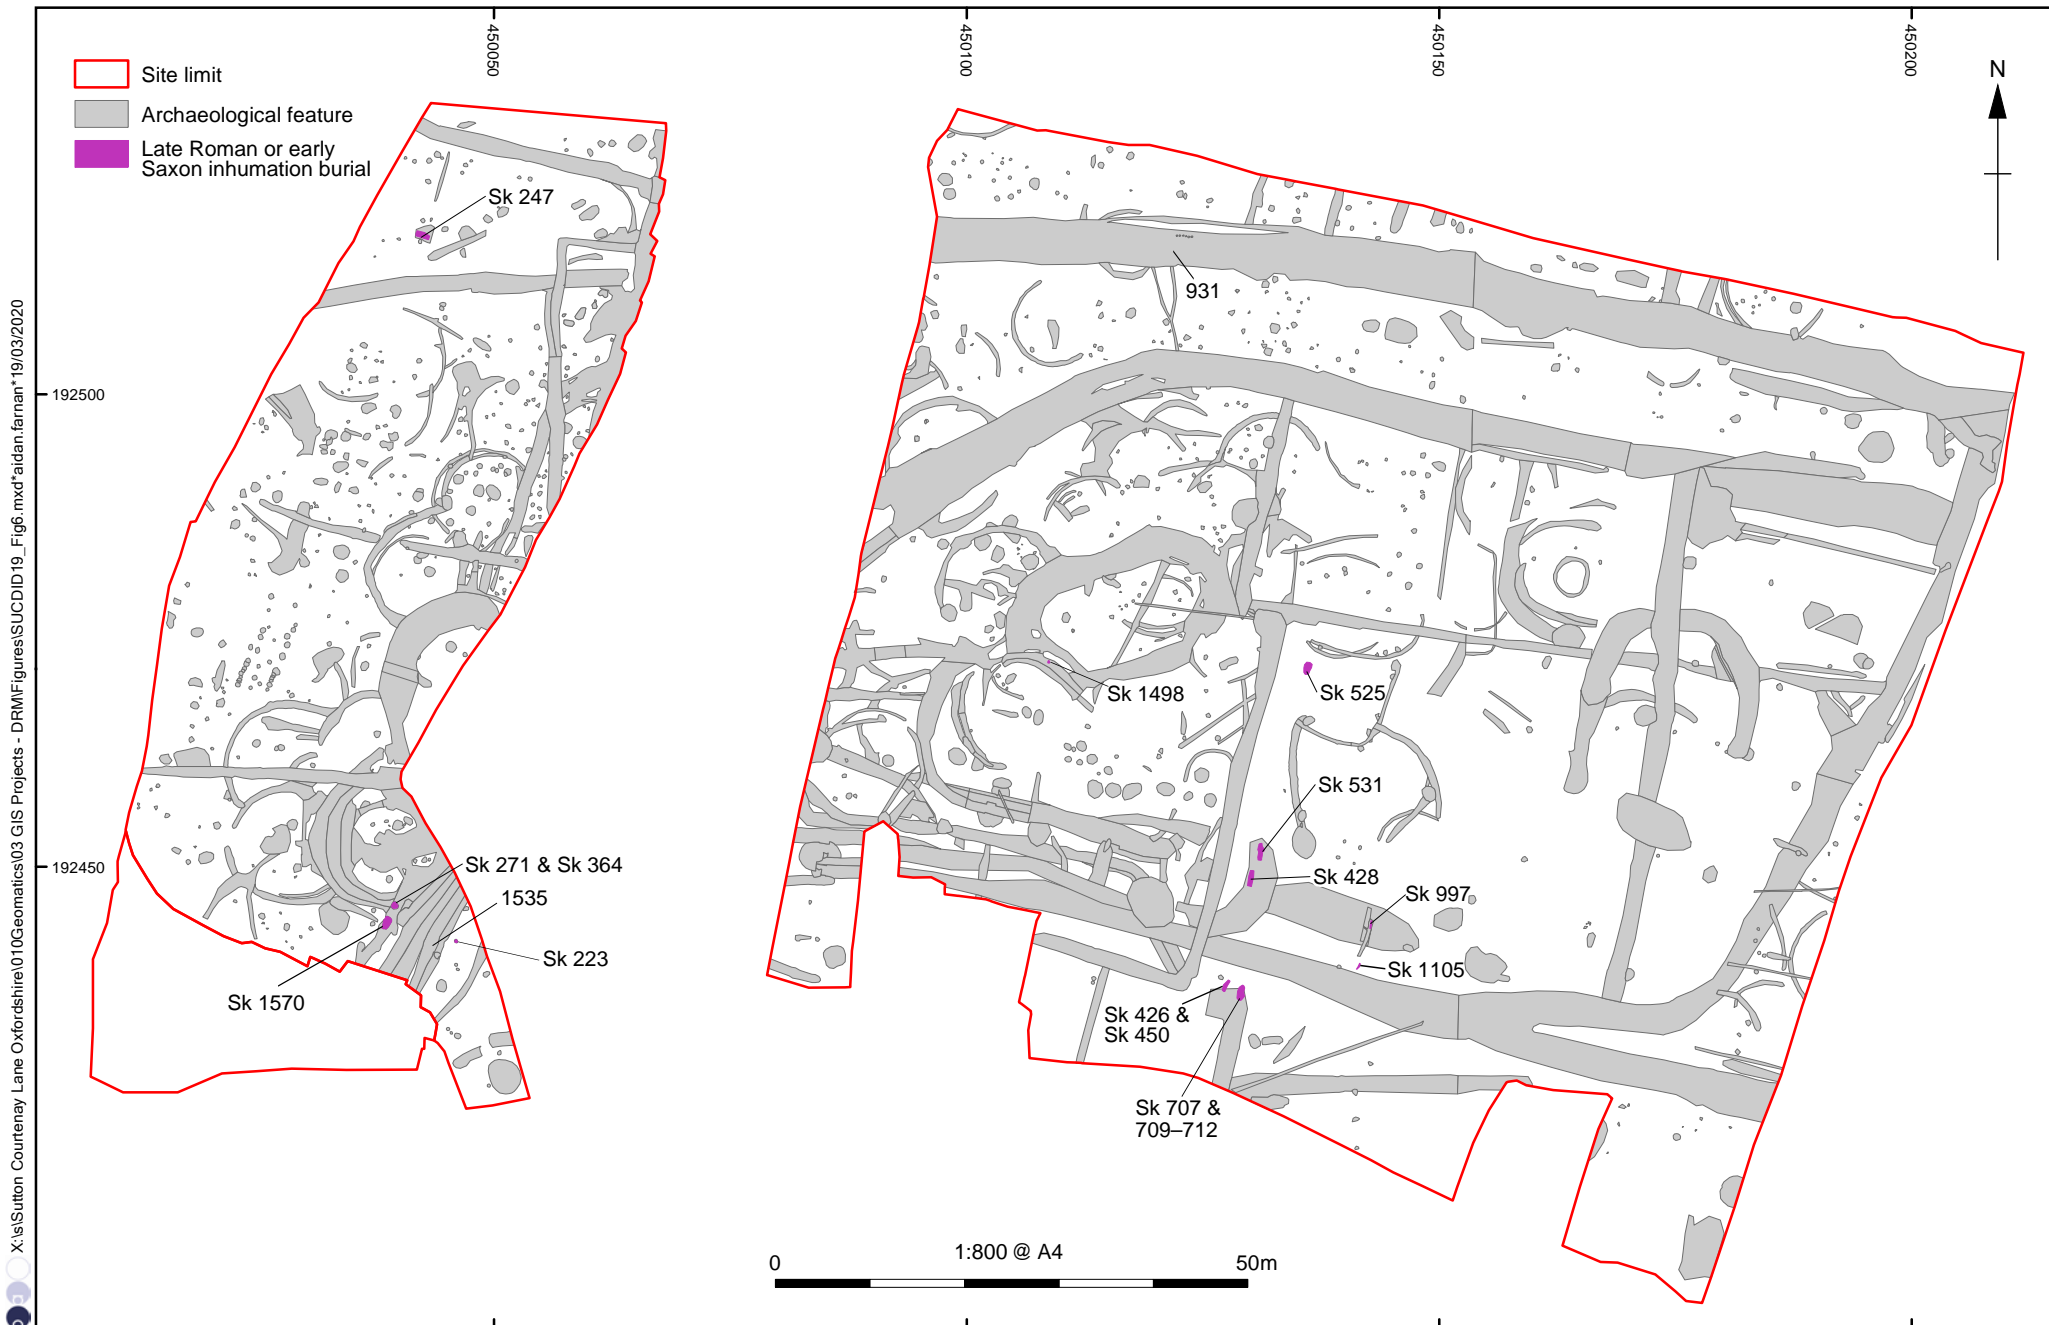 450050
450100
450150
450200
Site limit
Archaeological feature
Late Roman or early
Saxon inhumation burial
N
Sk 247
931
192500
Sk 1498
Sk 525
Sk 531
192450
Sk 271 & Sk 364
Sk 428
1535
Sk 997
Sk 223
Sk 1105
Sk 1570
Sk 426 &
Sk 450
Sk 707 &
709–712
0
1:800 @ A4
50m
X:\s\Sutton Courtenay Lane Oxfordshire\010Geomatics\03 GIS Projects - DRM\Figures\SUCDID19_Fig6.mxd*aidan.farnan*19/03/2020